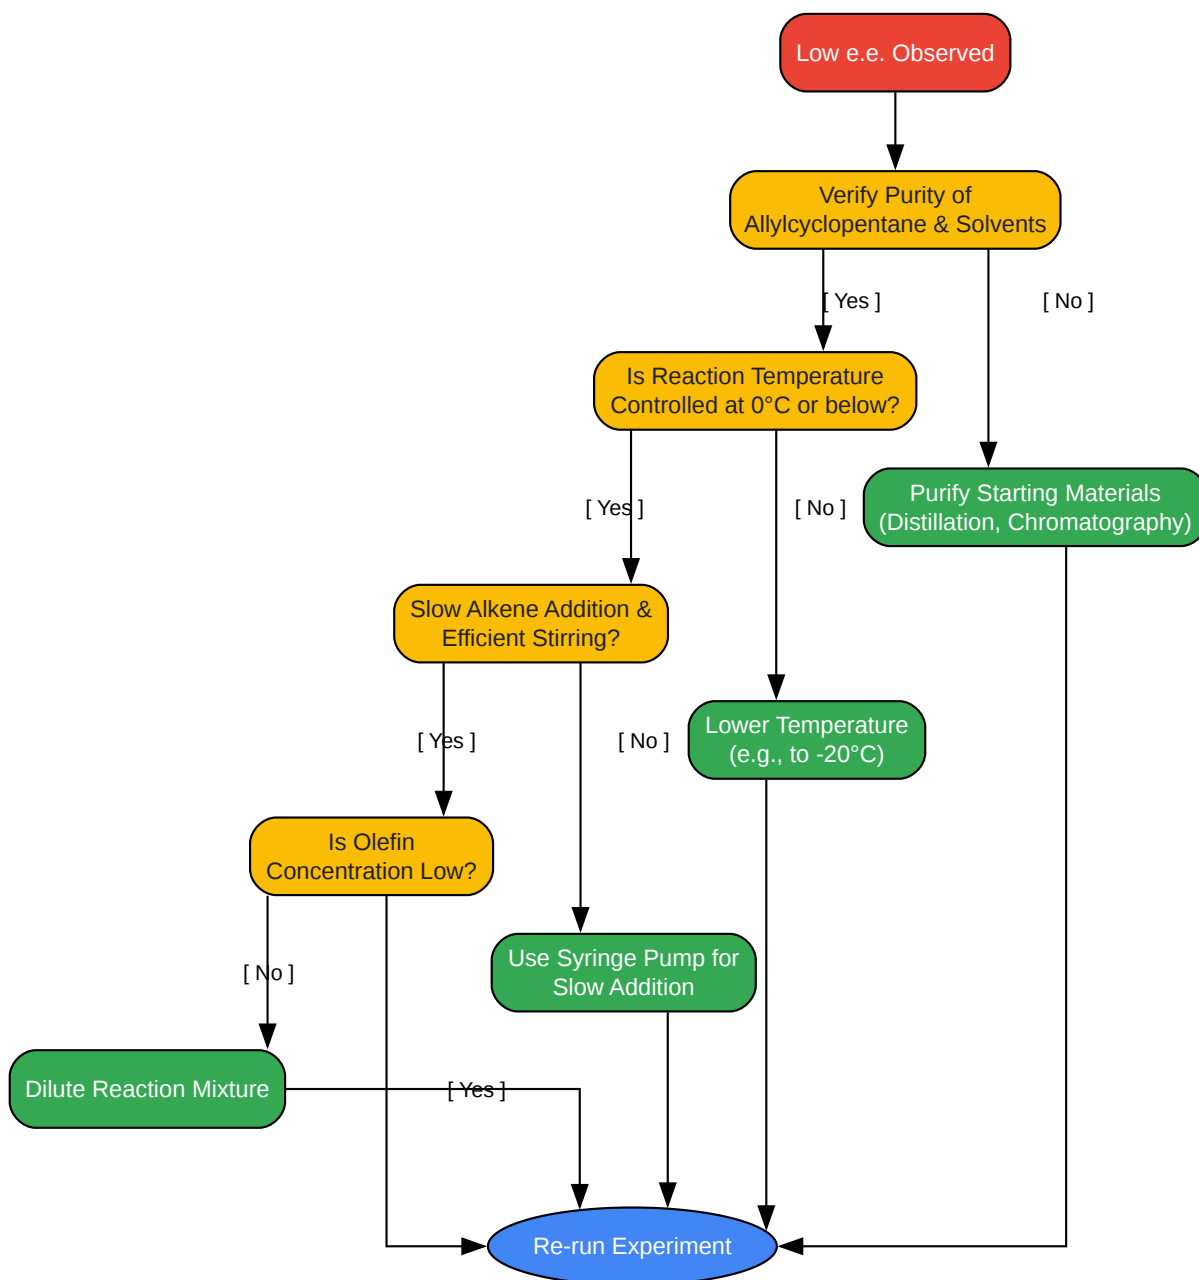 Low e.e. Observed
Verify Purity of
Allylcyclopentane & Solvents
[ Yes ]
[ No ]
Is Reaction Temperature
Controlled at 0°C or below?
Purify Starting Materials
(Distillation, Chromatography)
[ Yes ]
[ No ]
Slow Alkene Addition &
Efficient Stirring?
Lower Temperature
(e.g., to -20°C)
[ Yes ]
[ No ]
Is Olefin
Concentration Low?
Use Syringe Pump for
Slow Addition
[ No ]
Dilute Reaction Mixture
[ Yes ]
Re-run Experiment